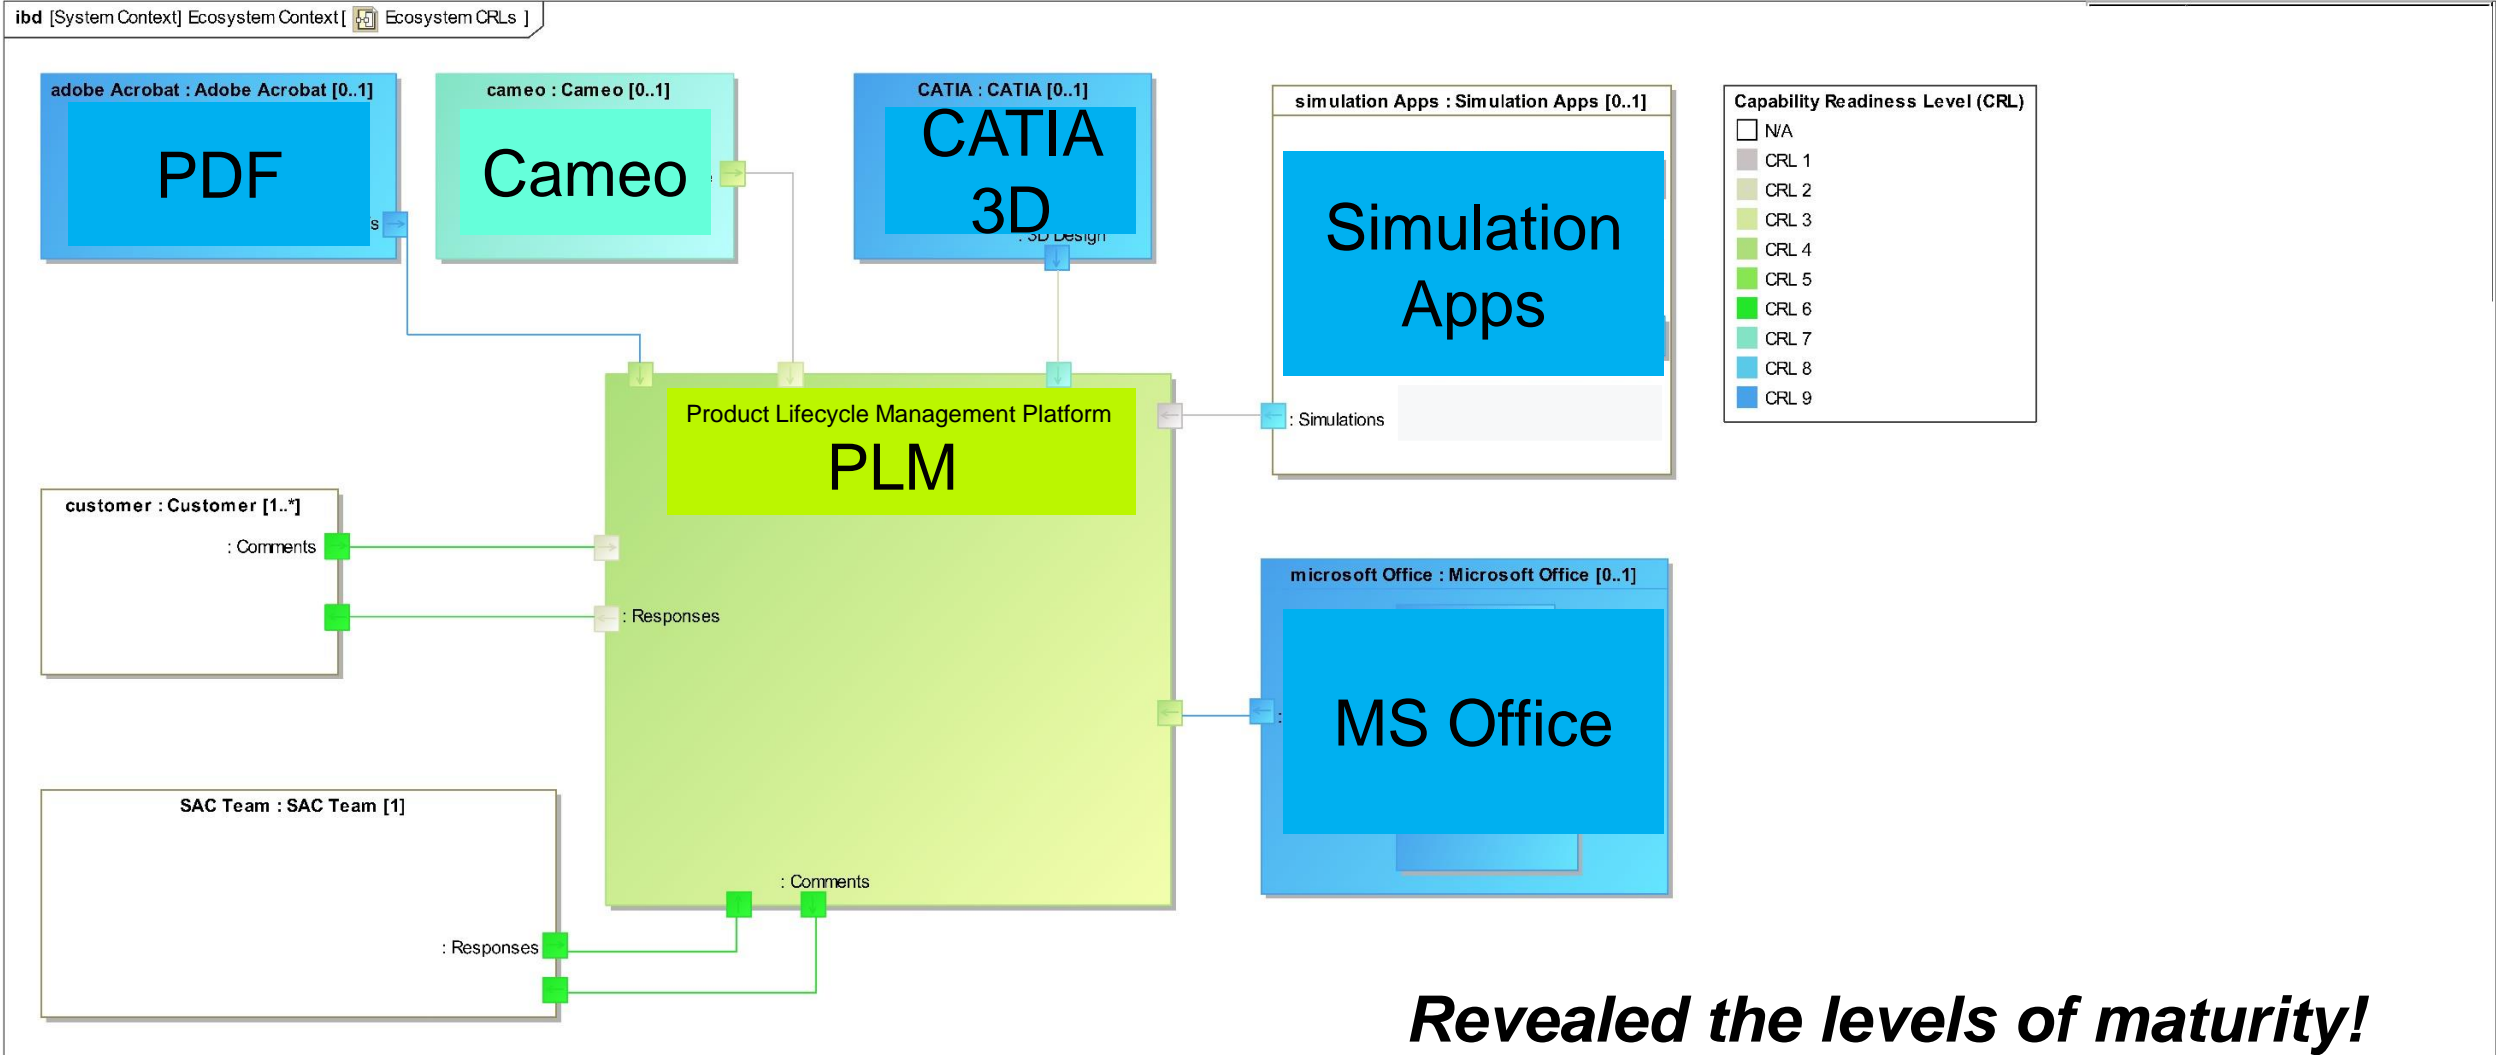 ibd [System Context] Ecosystem Context [ Ecosystem CRLs ]
adobe Acrobat : Adobe Acrobat [0..1]
PDF
s
cameo : Cameo [0..1]
Cameo
CATIA : CATIA [0..1]
CATIA
3D
: 3D Design
simulation Apps : Simulation Apps [0..1]
Simulation
Apps
: Simulations
Capability Readiness Level (CRL)
N/A
CRL 1
CRL 2
CRL 3
CRL 4
CRL 5
CRL 6
CRL 7
CRL 8
CRL 9
Product Lifecycle Management Platform
PLM
customer : Customer [1..*]
: Comments
: Responses
microsoft Office : Microsoft Office [0..1]
MS Office
:
SAC Team : SAC Team [1]
: Comments
: Responses
Revealed the levels of maturity!